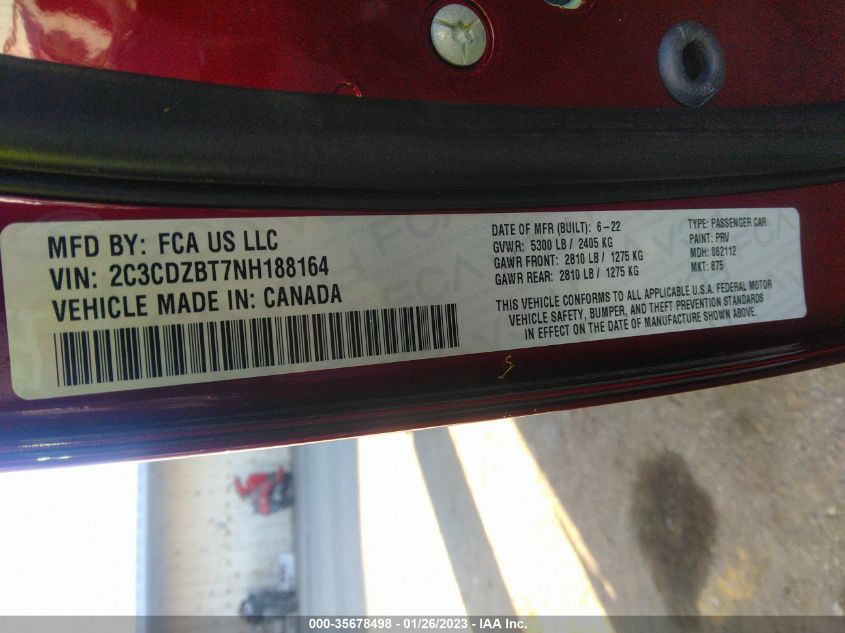 MFD BY: FCA US LLC
VIN: 2C3CDZBT7NH188164
VEHICLE MADE IN: CANADA
DATE OF MFR (BUILT): 6-22
GVWR: 5300 LB / 2405 KG
GAWR FRONT: 2810 LB / 1275 KG
GAWR REAR: 2810 LB / 1275 KG
TYPE: PASSENGER CAR
PAINT: PRV
MDH: 062112
MKT: 875
THIS VEHICLE CONFORMS TO ALL APPLICABLE U.S.A. FEDERAL MOTOR
VEHICLE SAFETY, BUMPER, AND THEFT PREVENTION STANDARDS
IN EFFECT ON THE DATE OF MANUFACTURE SHOWN ABOVE.
000-35678498 - 01/26/2023 - IAA Inc.